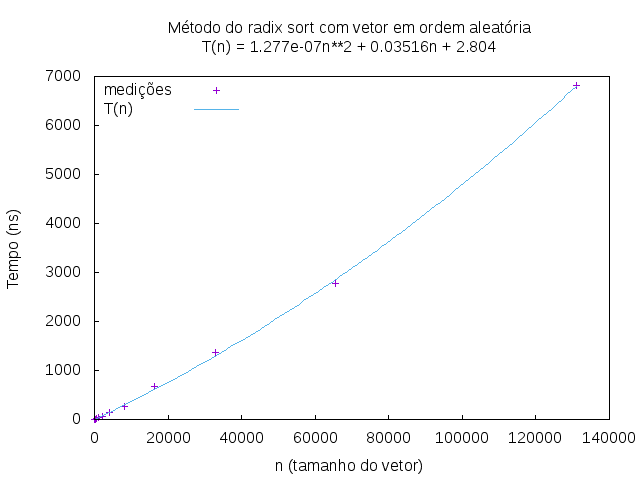 Método do radix sort com vetor em ordem aleatória
T(n) = 1.277e-07n**2 + 0.03516n + 2.804
medições
T(n)
7000
6000
5000
4000
3000
2000
1000
0
Tempo (ns)
0 20000 40000 60000 80000 100000 120000 140000
n (tamanho do vetor)